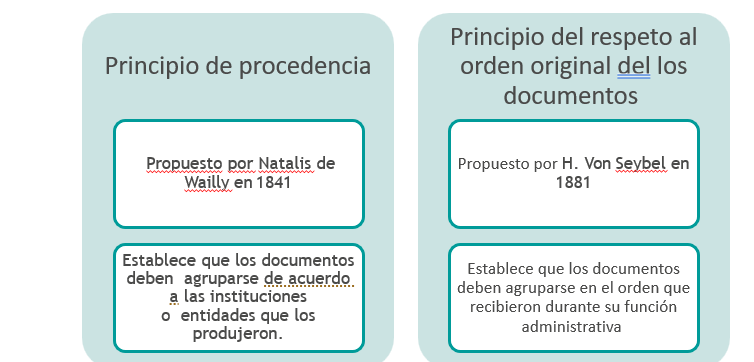 Principio de procedencia
Propuesto por Natalis de
Wailly en 1841
Establece que los documentos
deben agruparse de acuerdo
a las instituciones
o entidades que los
produjeron.
Principio del respeto al
orden original del los
documentos
Propuesto por H. Von Seybel en
1881
Establece que los documentos
deben agruparse en el orden que
recibieron durante su función
administrativa